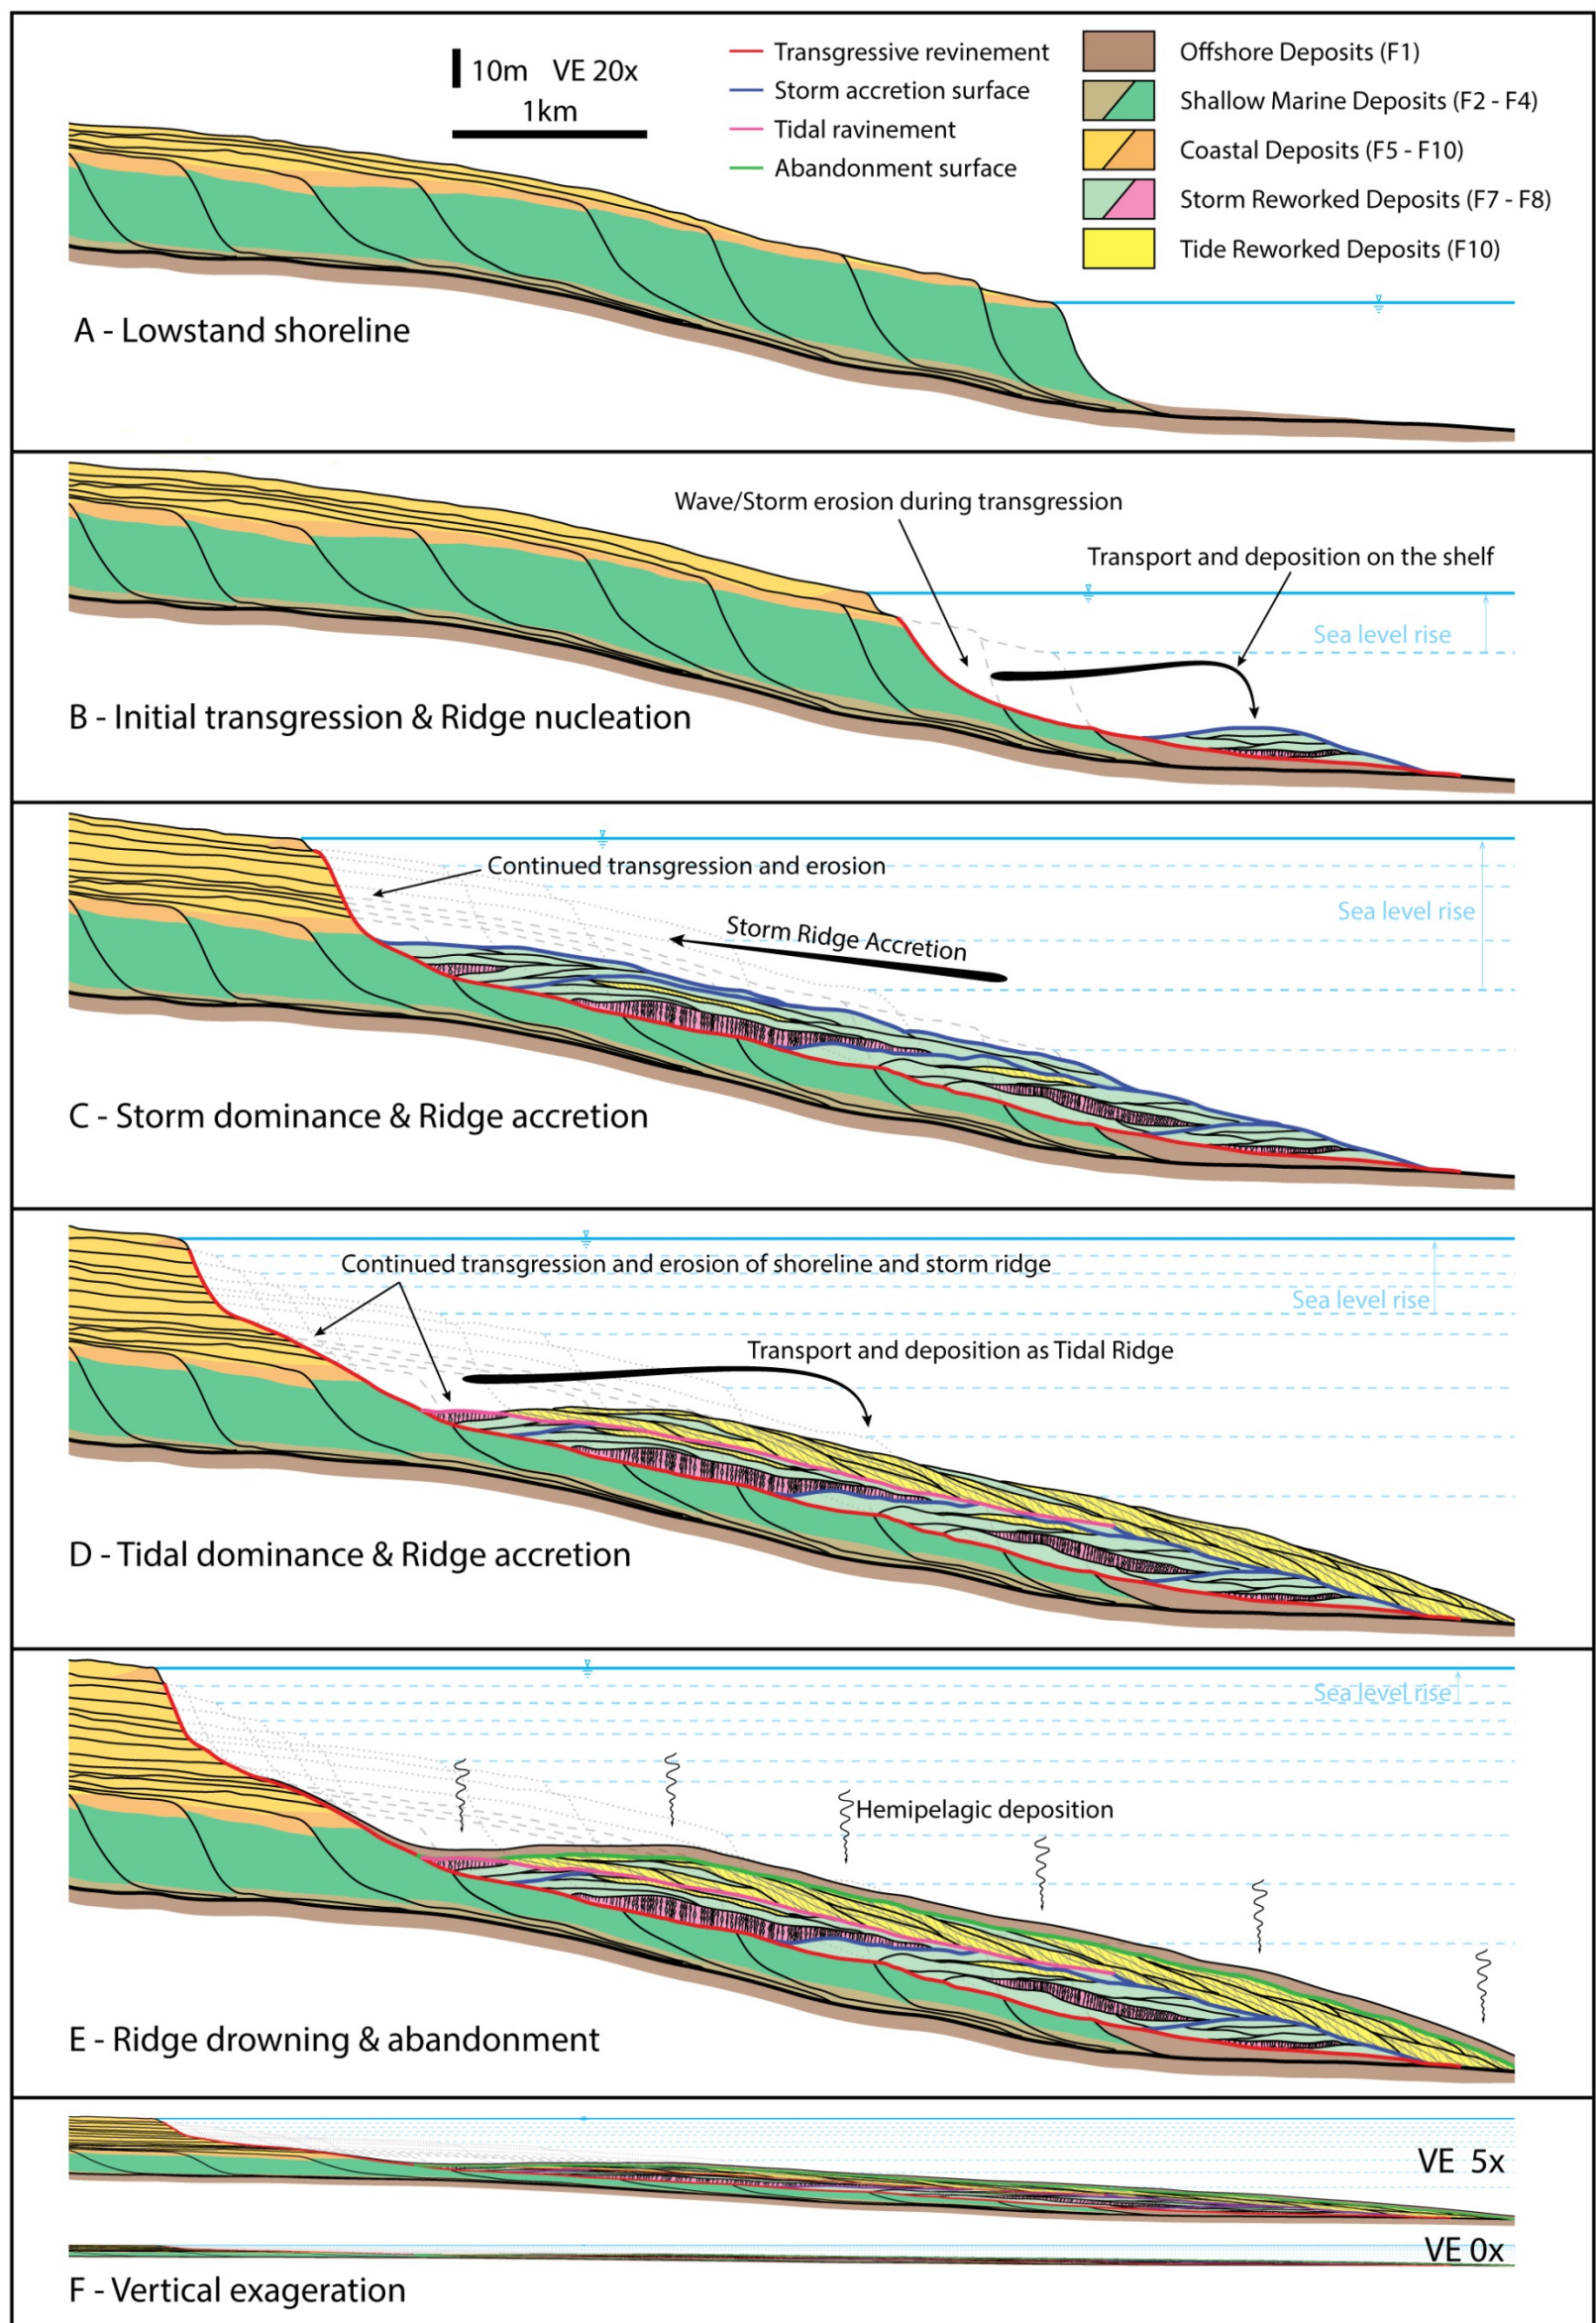 10m VE 20x
1km
Transgressive revinement
Storm accretion surface
Tidal ravinement
Abandonment surface
Offshore Deposits (F1)
Shallow Marine Deposits (F2 - F4)
Coastal Deposits (F5 - F10)
Storm Reworked Deposits (F7 - F8)
Tide Reworked Deposits (F10)
A - Lowstand shoreline
Wave/Storm erosion during transgression
Transport and deposition on the shelf
Sea level rise
B - Initial transgression & Ridge nucleation
Continued transgression and erosion
Sea level rise
Storm Ridge Accretion
C - Storm dominance & Ridge accretion
Continued transgression and erosion of shoreline and storm ridge
Sea level rise
Transport and deposition as Tidal Ridge
D - Tidal dominance & Ridge accretion
Sea level rise
Hemipelagic deposition
E - Ridge drowning & abandonment
VE 5x
VE 0x
F - Vertical exageration